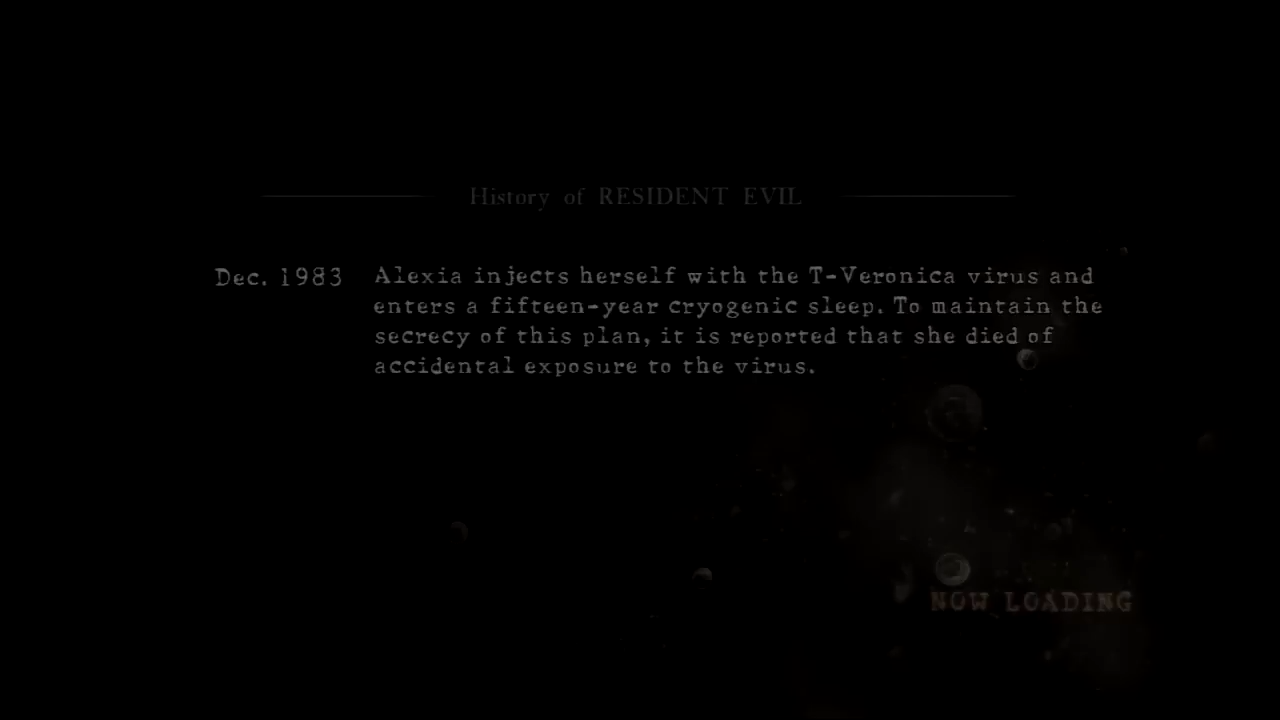 History of RESIDENT EVIL
Dec. 1983 Alexia injects herself with the T-Veronica virus and
enters a fifteen-year cryogenic sleep. To maintain the
secrecy of this plan, it is reported that she died of
accidental exposure to the virus.
NOW LOADING